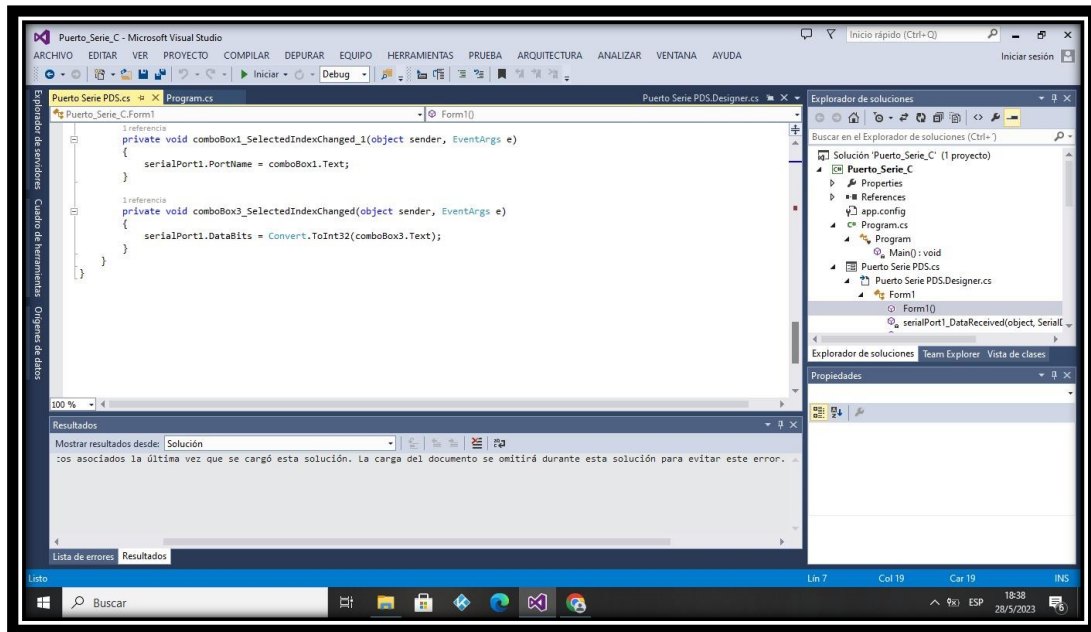 Puerto_Serie_C - Microsoft Visual Studio
Inicio rápido (Ctrl+Q)
ARCHIVO EDITAR VER PROYECTO COMPILAR DEPURAR EQUIPO HERRAMIENTAS PRUEBA ARQUITECTURA ANALIZAR VENTANA AYUDA
Iniciar sesión
Iniciar
Debug
Explorador de servidores
Cuadro de herramientas
Orígenes de datos
Puerto Serie PDS.cs
Program.cs
Puerto Serie PDS.Designer.cs
Puerto_Serie_C.Form1
Form1()
1 referencia
private void comboBox1_SelectedIndexChanged_1(object sender, EventArgs e)
{
serialPort1.PortName = comboBox1.Text;
}
1 referencia
private void comboBox3_SelectedIndexChanged(object sender, EventArgs e)
{
serialPort1.DataBits = Convert.ToInt32(comboBox3.Text);
}
}
}
100 %
Resultados
Mostrar resultados desde: Solución
cos asociados la última vez que se cargó esta solución. La carga del documento se omitirá durante esta solución para evitar este error.
Lista de errores Resultados
Explorador de soluciones
Buscar en el Explorador de soluciones (Ctrl+
Solución 'Puerto_Serie_C' (1 proyecto)
Puerto_Serie_C
Properties
References
app.config
C# Program.cs
Program
Main() : void
Puerto Serie PDS.cs
Puerto Serie PDS.Designer.cs
Form1
Form1()
serialPort1_DataReceived(object, Serial
Explorador de soluciones Team Explorer Vista de clases
Propiedades
Listo
Lín 7 Col 19 Car 19 INS
Buscar
ESP
18:38
28/5/2023
6